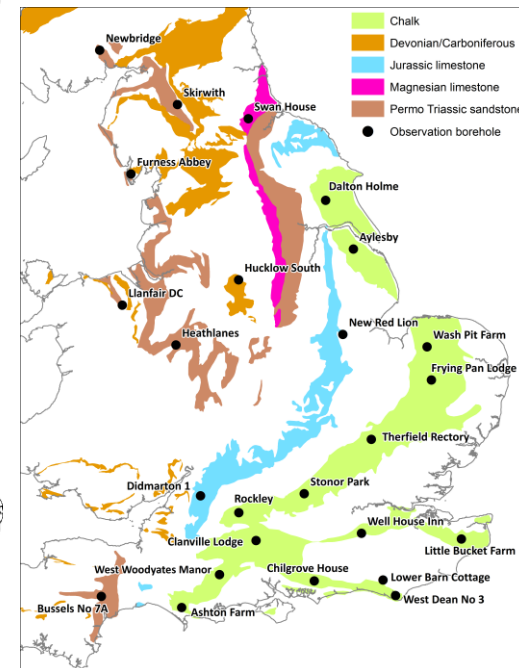 Chalk
Devonian/Carboniferous
Jurassic limestone
Magnesian limestone
Permo Triassic sandstone
Observation borehole
Newbridge
Skirwith
Swan House
Furness Abbey
Dalton Holme
Aylesby
Hucklow South
Llanfair DC
New Red Lion
Heathlanes
Wash Pit Farm
Frying Pan Lodge
Therfield Rectory
Didmarton 1
Stonor Park
Rockley
Well House Inn
Clanville Lodge
Little Bucket Farm
West Woodyates Manor
Chilgrove House
Lower Barn Cottage
Bussels No 7A
Ashton Farm
West Dean No 3